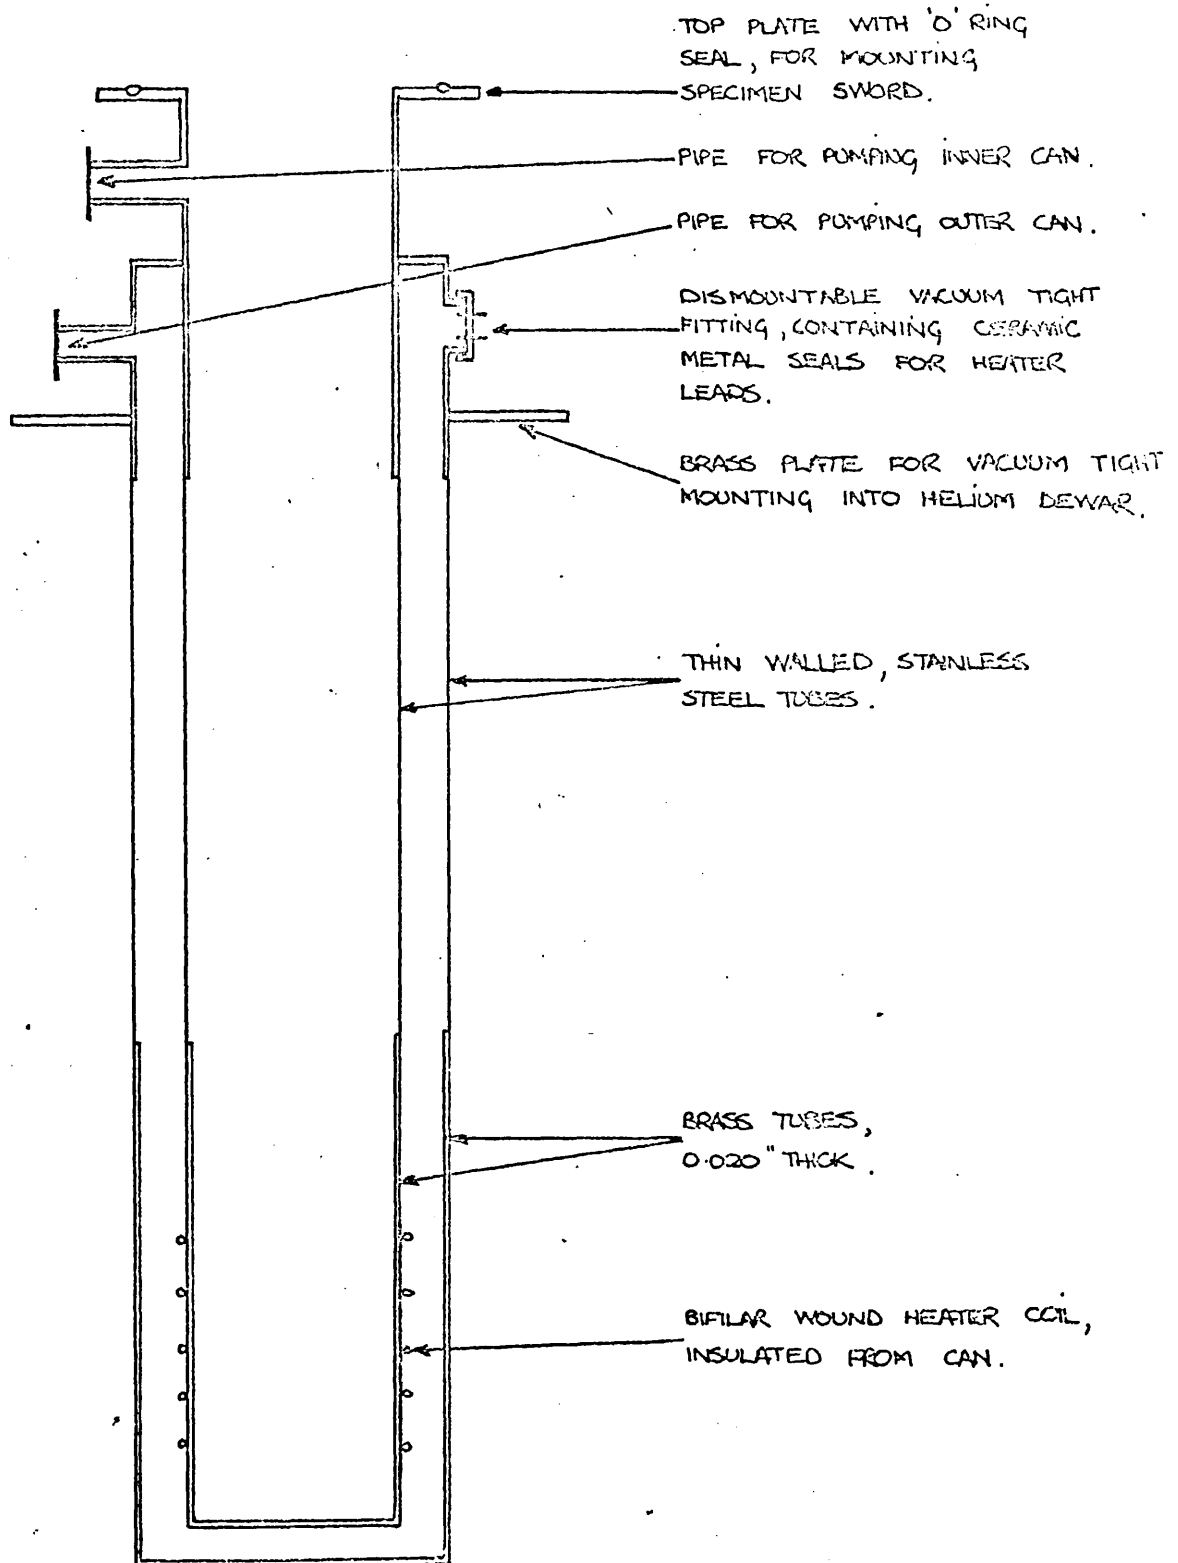 TOP PLATE WITH 'O' RING
SEAL, FOR MOUNTING
SPECIMEN SWORD.
PIPE FOR PUMPING INNER CAN.
PIPE FOR PUMPING OUTER CAN.
DISMOUNTABLE VACUUM TIGHT
FITTING, CONTAINING CERAMIC
METAL SEALS FOR HEATER
LEADS.
BRASS PLATE FOR VACUUM TIGHT
MOUNTING INTO HELIUM DEWAR.
THIN WALLED, STAINLESS
STEEL TUBES.
BRASS TUBES,
0.020" THICK.
BIFILAR WOUND HEATER COIL,
INSULATED FROM CAN.